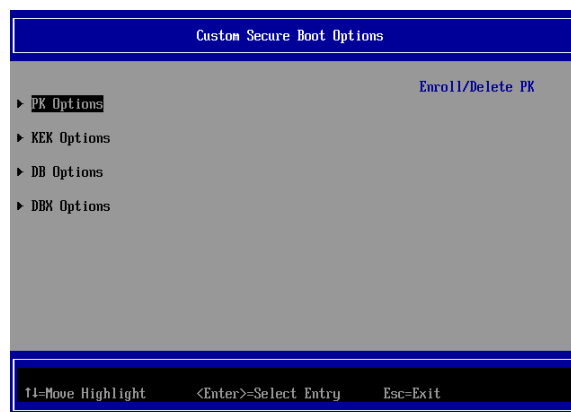 Custom Secure Boot Options
Enroll/Delete PK
PK Options
KEK Options
DB Options
DBX Options
↑↓=Move Highlight <Enter>=Select Entry Esc=Exit